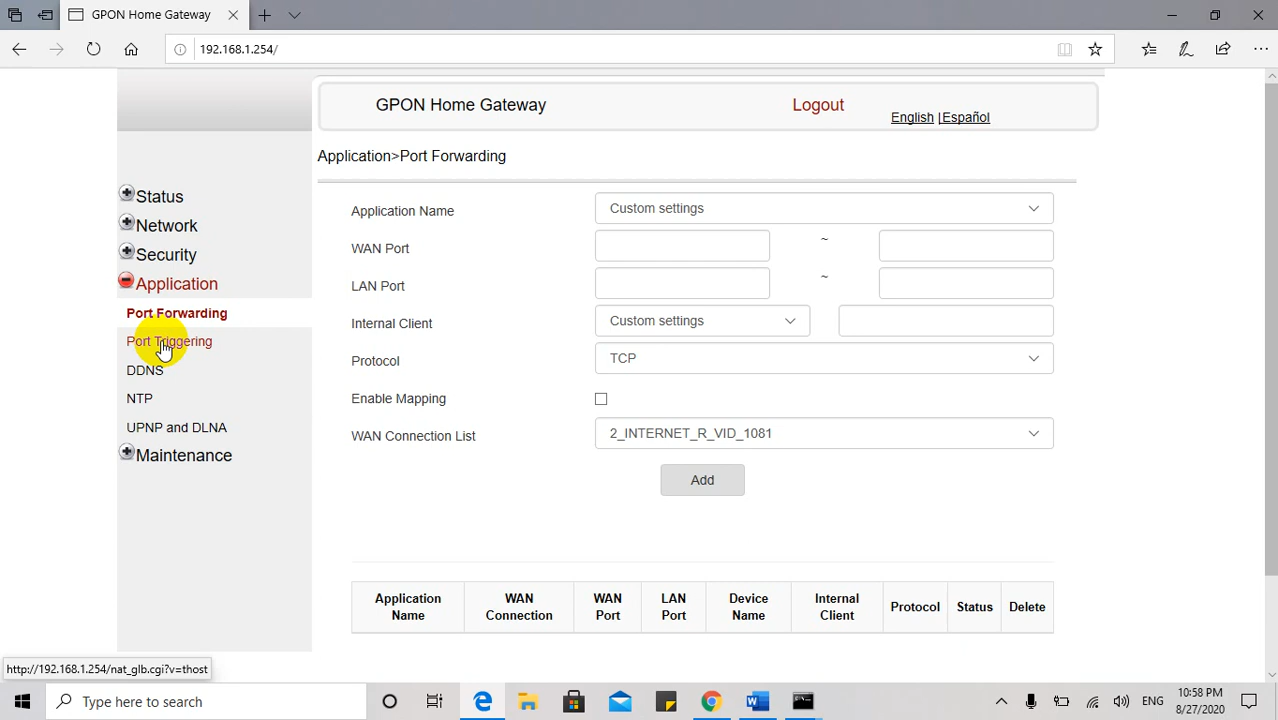 GPON Home Gateway
192.168.1.254/
GPON Home Gateway
Logout
English |Español
Application>Port Forwarding
Status
Network
Security
Application
Port Forwarding
Port Triggering
DDNS
NTP
UPNP and DLNA
Maintenance
Application Name
Custom settings
WAN Port
~
LAN Port
~
Internal Client
Custom settings
Protocol
TCP
Enable Mapping
WAN Connection List
2_INTERNET_R_VID_1081
Add
Application Name
WAN Connection
WAN Port
LAN Port
Device Name
Internal Client
Protocol
Status
Delete
http://192.168.1.254/nat_glb.cgi?v=thost
Type here to search
ENG
10:58 PM
8/27/2020